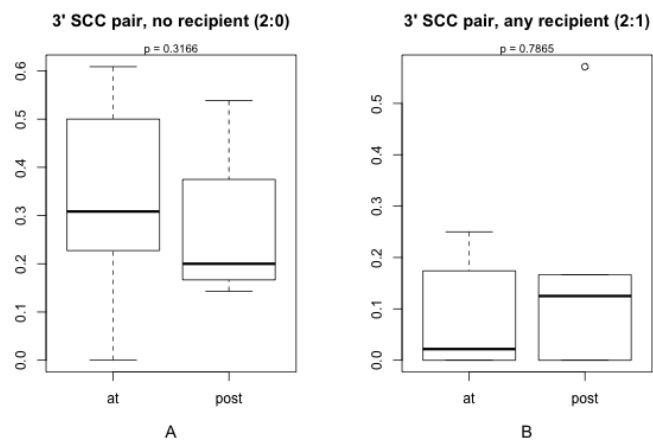 3' SCC pair, no recipient (2:0)
p = 0.3166
0.6
0.5
0.4
0.3
0.2
0.1
0.0
at post
A
3' SCC pair, any recipient (2:1)
p = 0.7865
0.5
0.4
0.3
0.2
0.1
0.0
at post
B